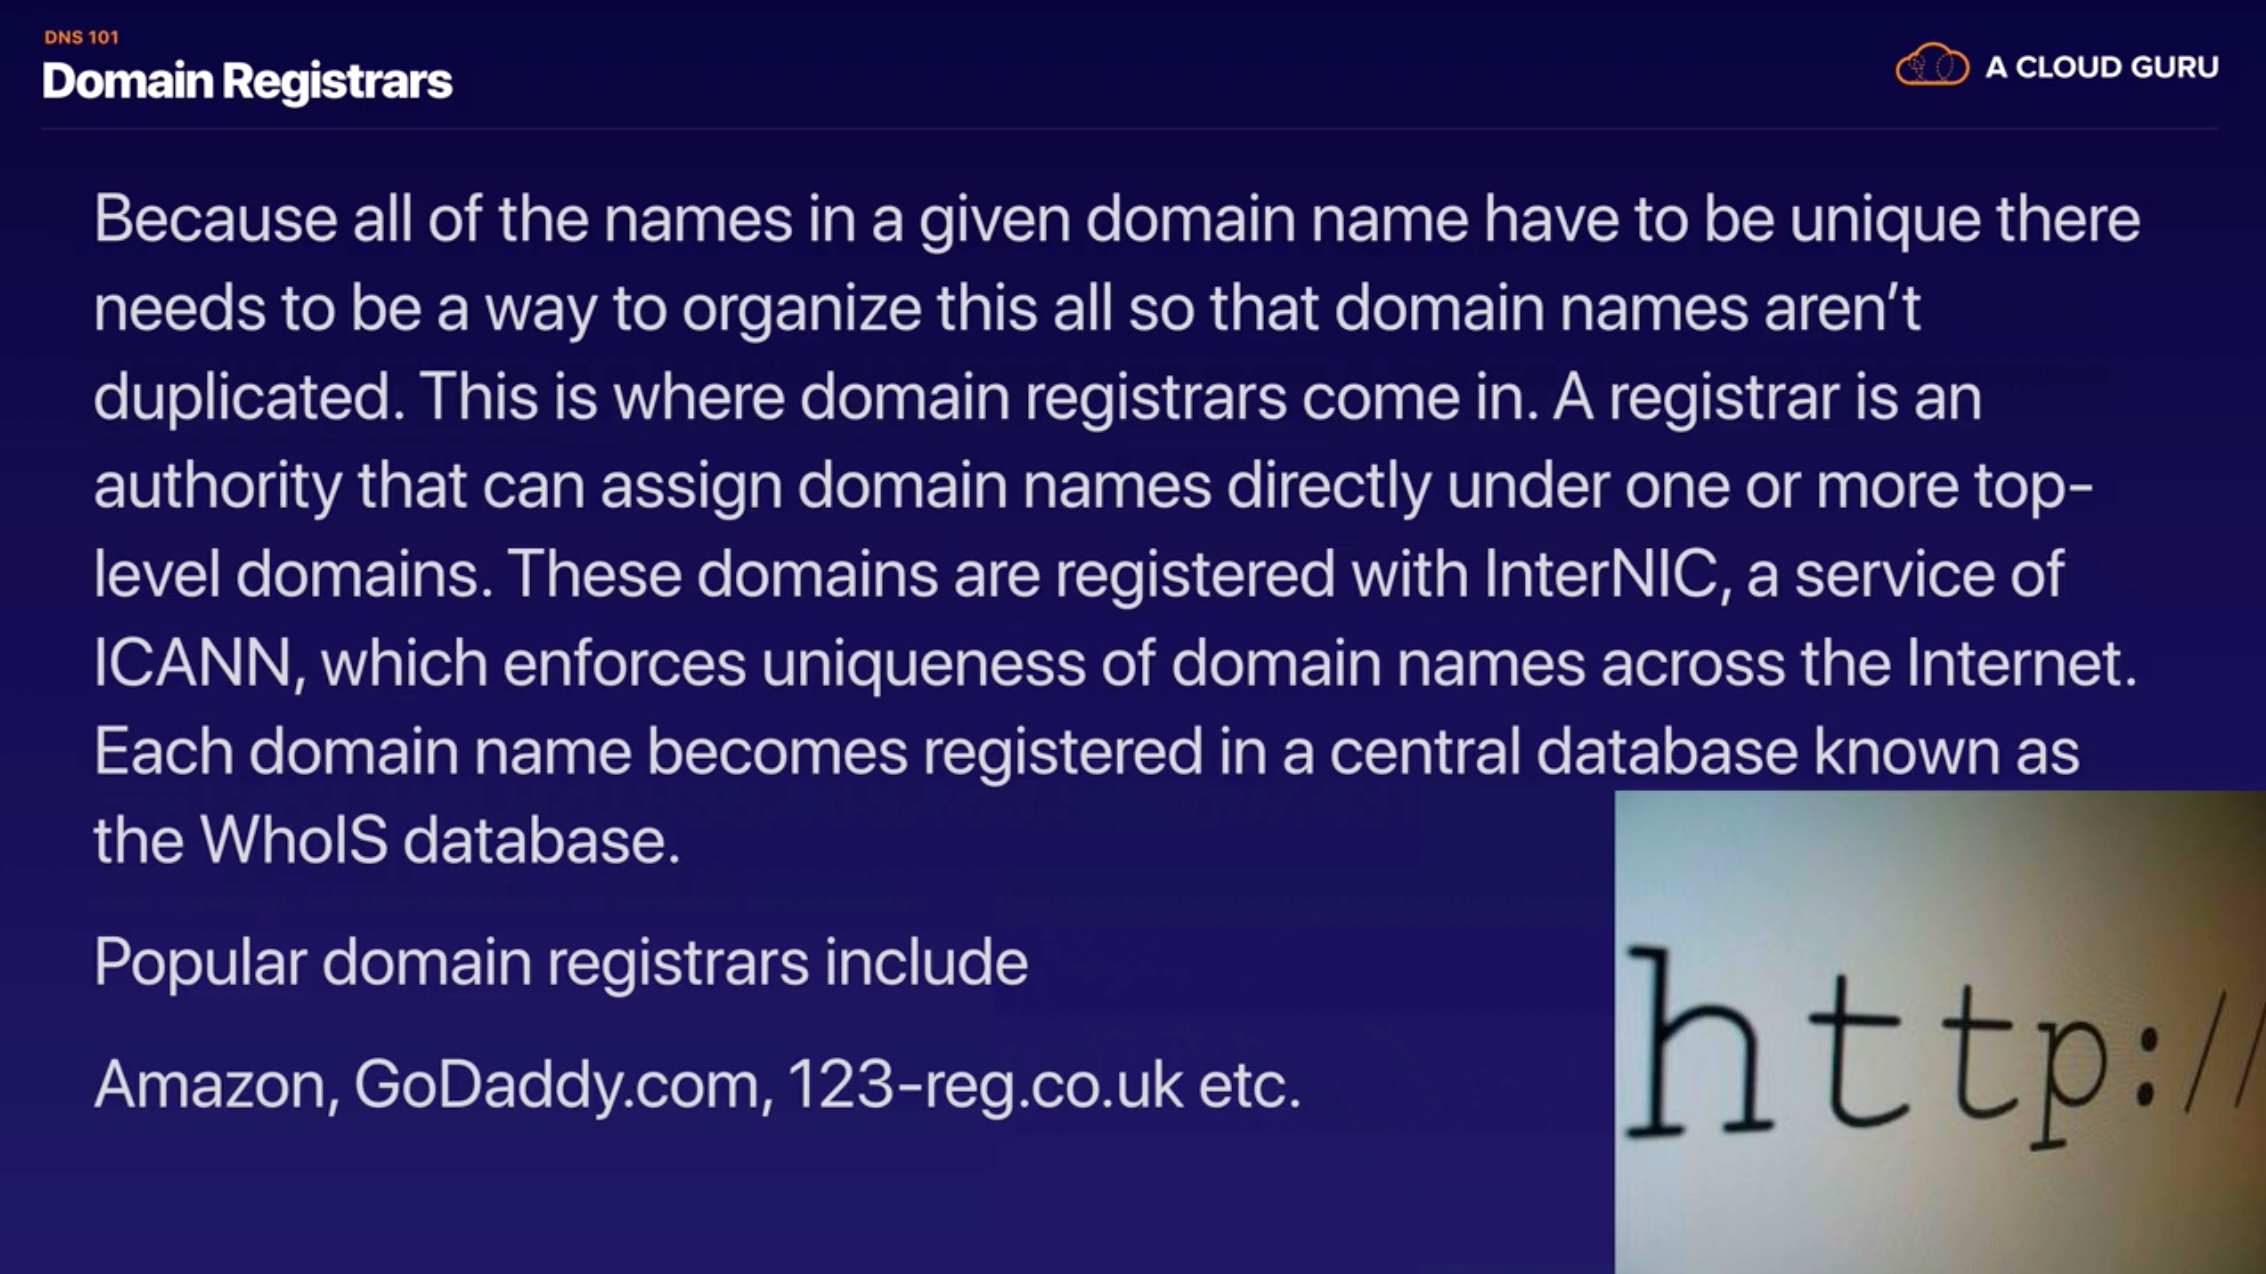 DNS 101
Domain Registrars
A CLOUD GURU
Because all of the names in a given domain name have to be unique there
needs to be a way to organize this all so that domain names aren’t
duplicated. This is where domain registrars come in. A registrar is an
authority that can assign domain names directly under one or more top-
level domains. These domains are registered with InterNIC, a service of
ICANN, which enforces uniqueness of domain names across the Internet.
Each domain name becomes registered in a central database known as
the WhoIS database.
Popular domain registrars include
Amazon, GoDaddy.com, 123-reg.co.uk etc.
http://